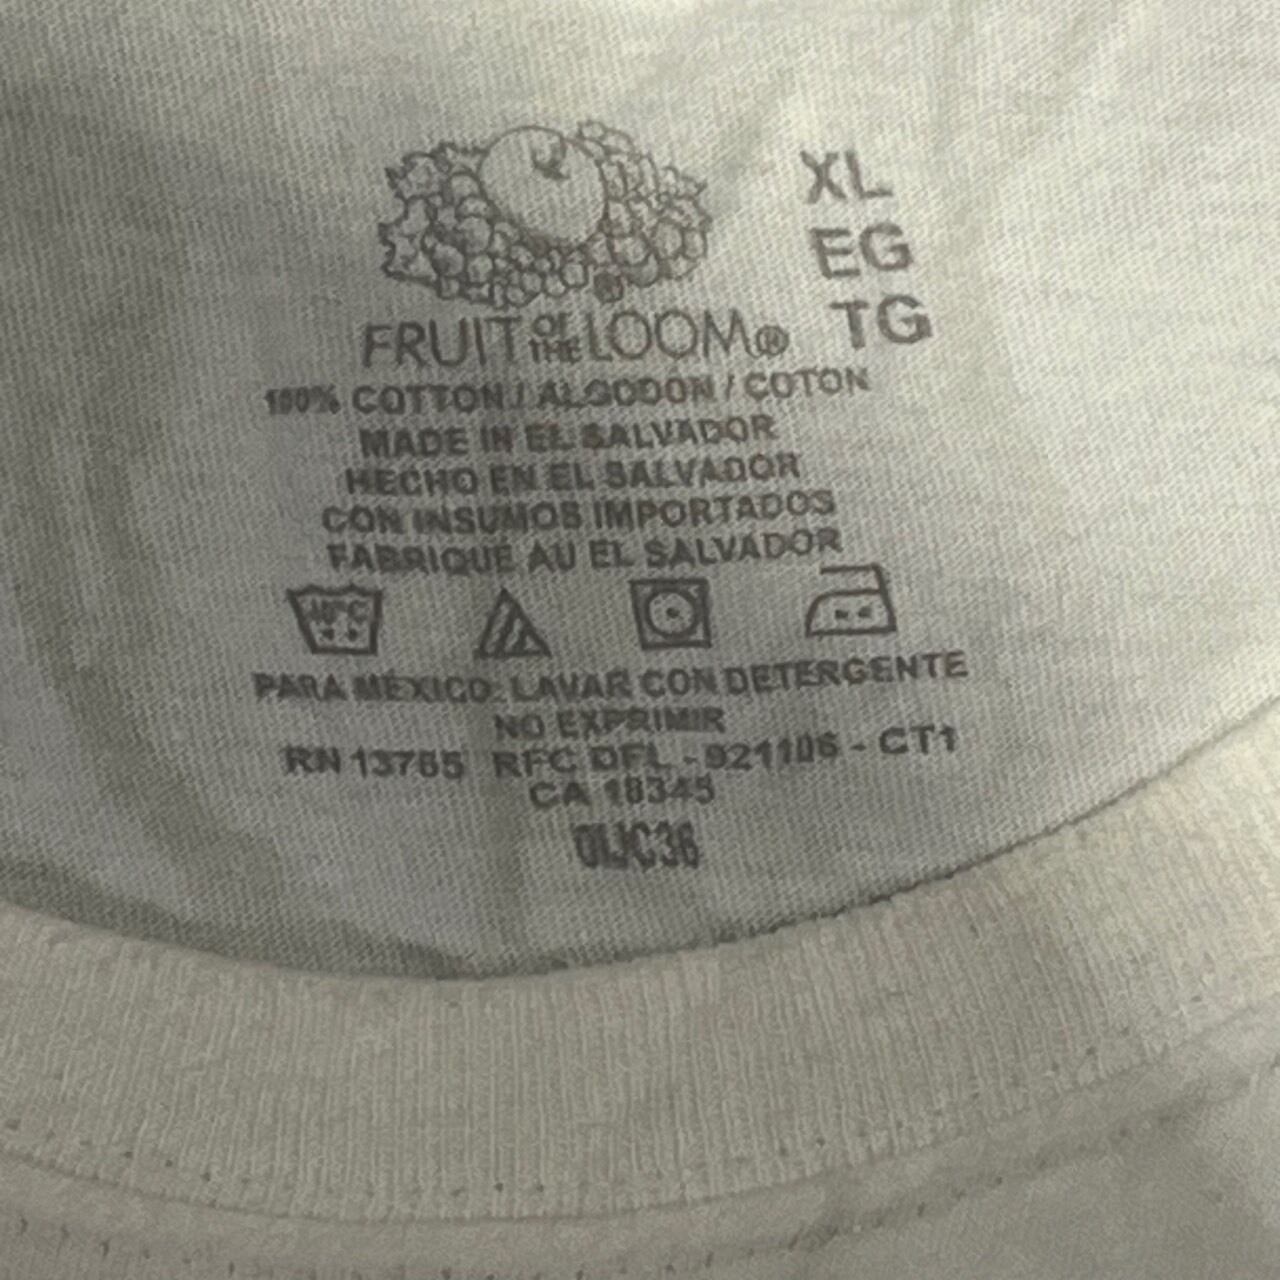 XL
EG
TG
FRUIT OF THE LOOM®
100% COTTON / ALGODON / COTON
MADE IN EL SALVADOR
HECHO EN EL SALVADOR
CON INSUMOS IMPORTADOS
FABRIQUÉ AU EL SALVADOR
40°C
PARA MÉXICO: LAVAR CON DETERGENTE
NO EXPRIMIR
RN 13765 RFC DFL - 921106 - CT1
CA 18345